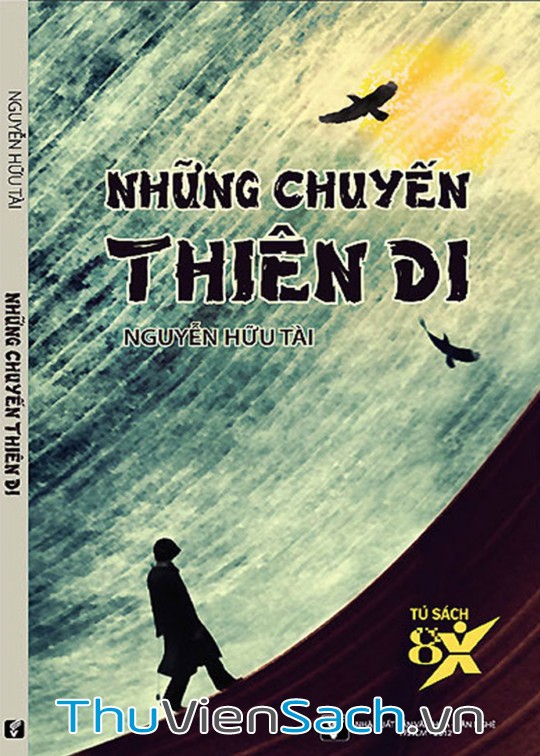 NGUYỄN HỮU TÀI
NHỮNG CHUYẾN THIÊN DI
NHỮNG CHUYẾN
THIÊN DI
NGUYỄN HỮU TÀI
TỦ SÁCH
8X
ThuVienSach.vn